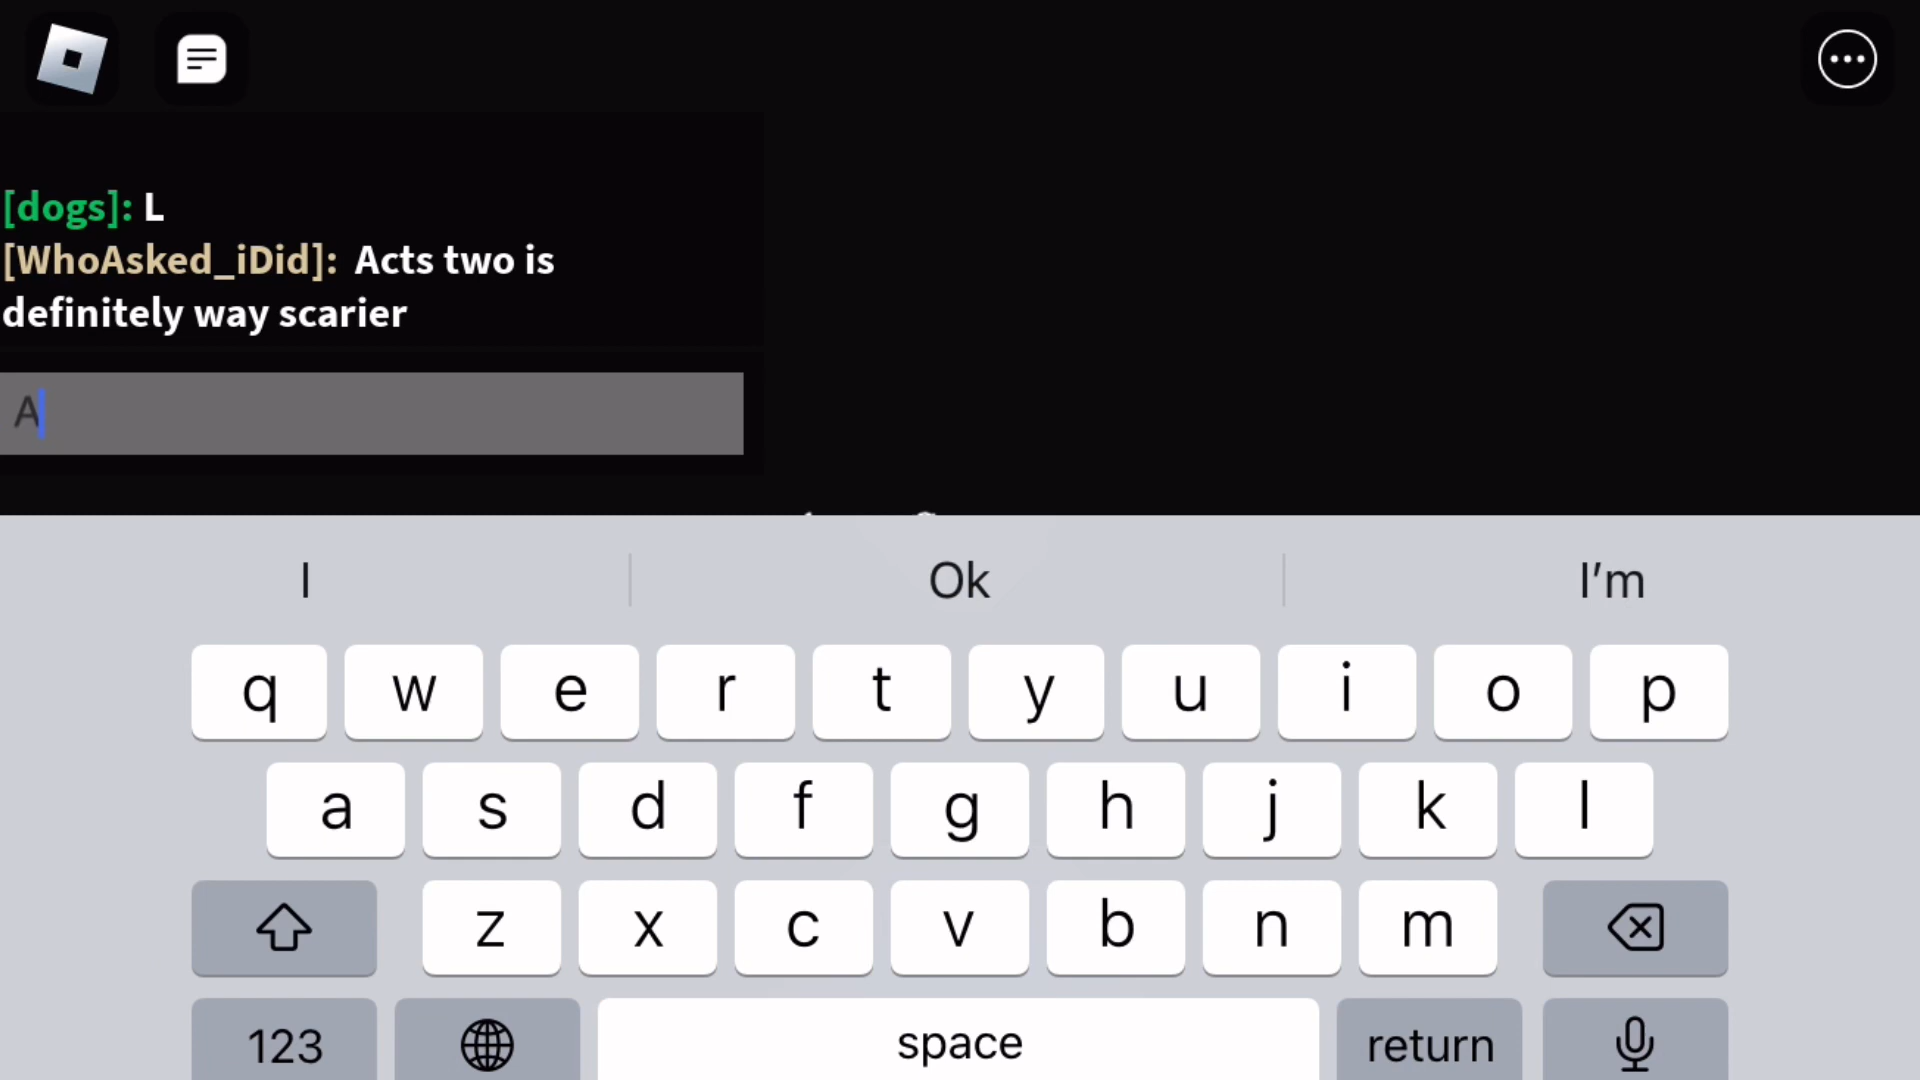 [dogs]: L
[WhoAsked_iDid]: Acts two is
definitely way scarier
A
I Ok I’m
q w e r t y u i o p
a s d f g h j k l
z x c v b n m
123 space return